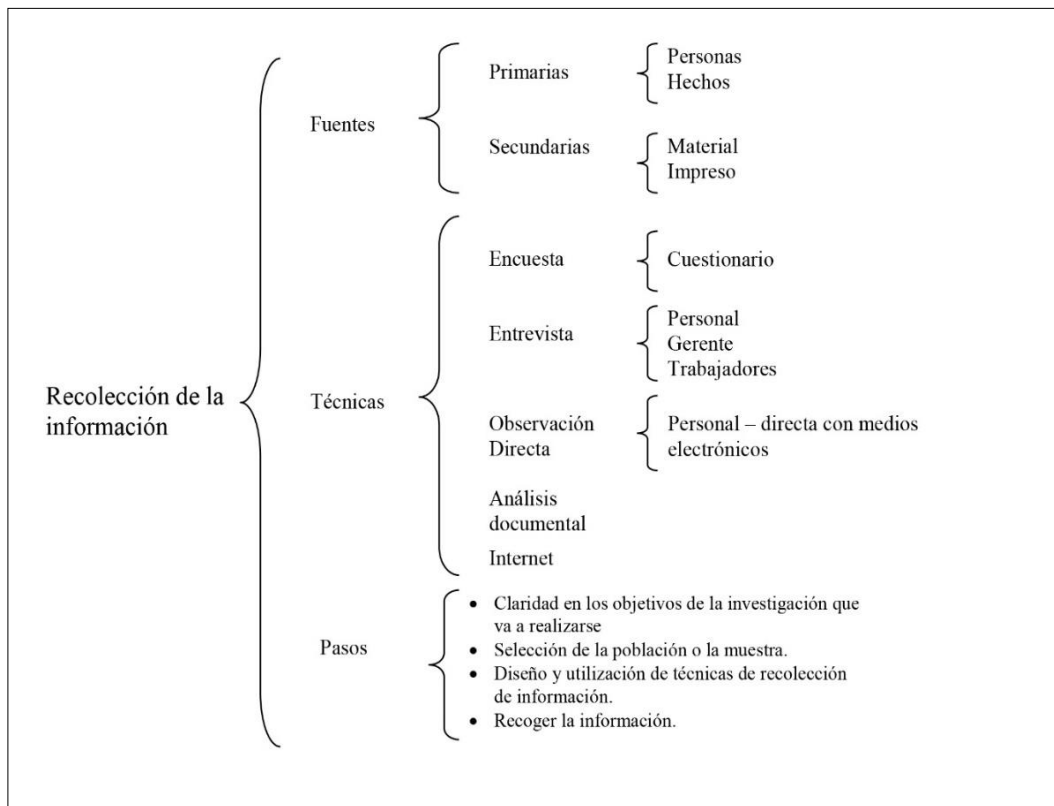 Recolección de la
información
Fuentes
Primarias
Personas
Hechos
Secundarias
Material
Impreso
Técnicas
Encuesta
Cuestionario
Entrevista
Personal
Gerente
Trabajadores
Observación
Directa
Personal – directa con medios
electrónicos
Análisis
documental
Internet
Pasos
• Claridad en los objetivos de la investigación que
va a realizarse
• Selección de la población o la muestra.
• Diseño y utilización de técnicas de recolección
de información.
• Recoger la información.